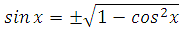 sin x = ±√1 − cos²x